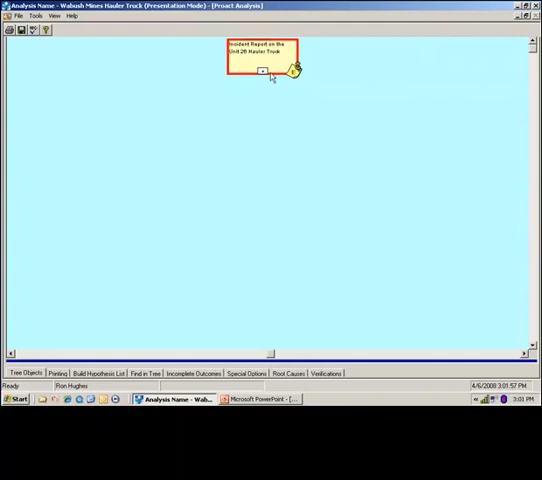 Analysis Name - Wabush Mines Hauler Truck (Presentation Mode) - [Proact Analysis]
File Tools View Help
Incident Report on the
Unit 26 Hauler Truck
E
Tree Objects Printing Build Hypothesis List Find in Tree Incomplete Outcomes Special Options Root Causes Verifications
Ready Ron Hughes 4/6/2008 3:01:57 PM
Start Analysis Name - Wab... Microsoft PowerPoint - [... 3:01 PM